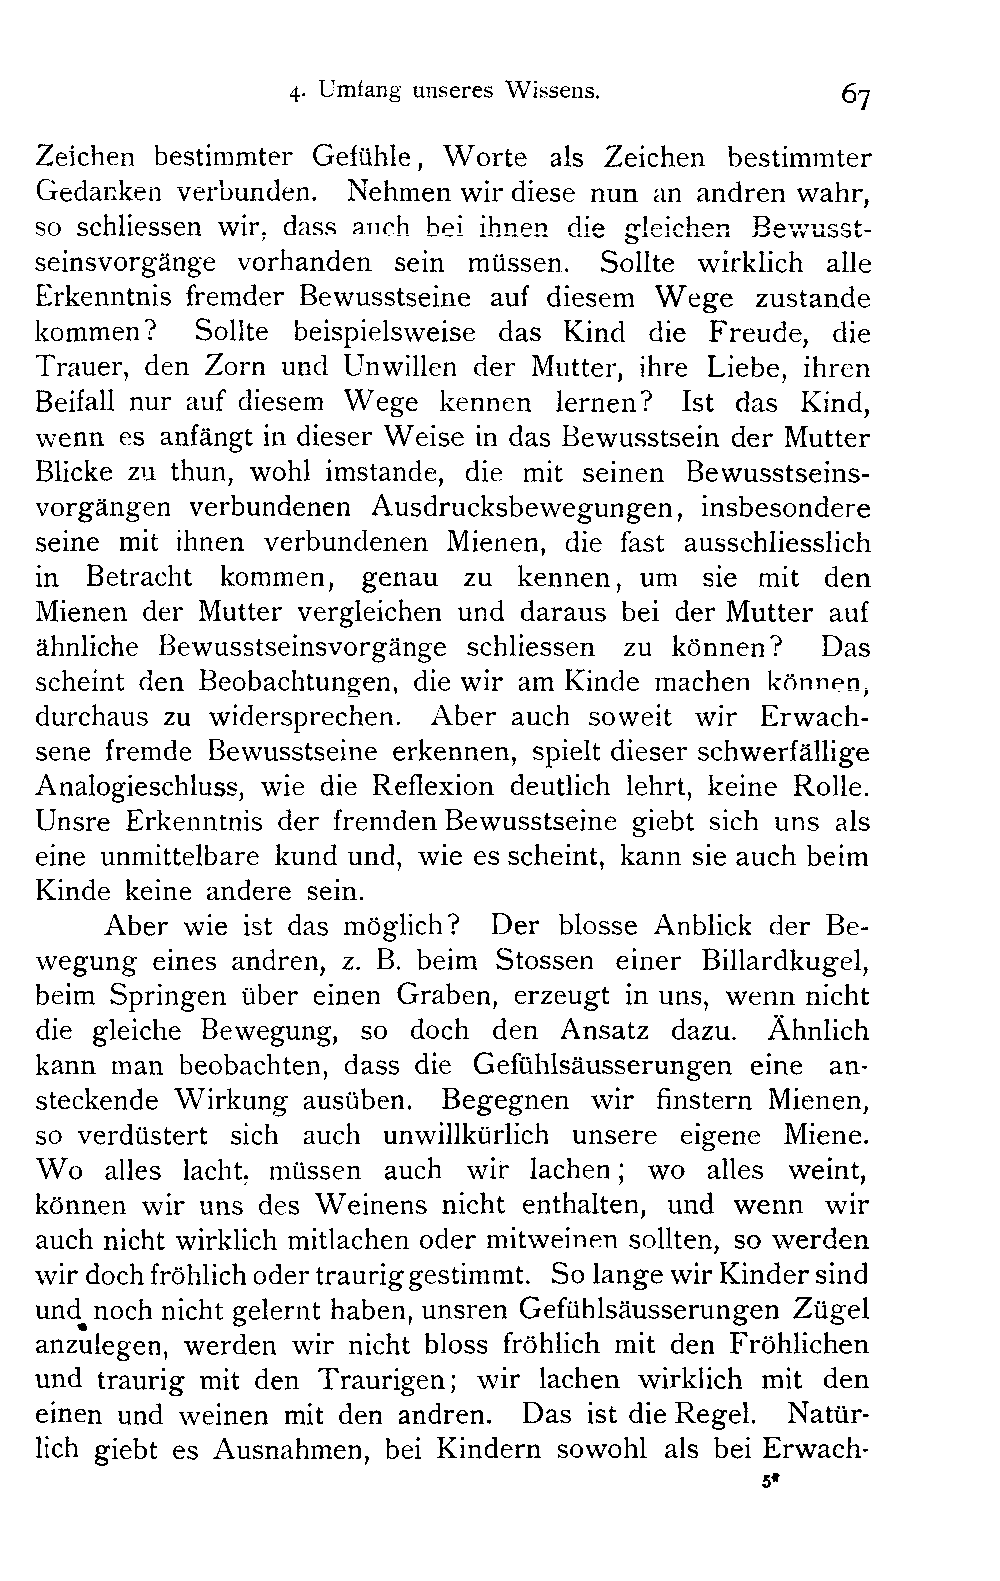 4. Umfang unseres Wissens. 67
Zeichen bestimmter Gefühle, Worte als Zeichen bestimmter
Gedanken verbunden. Nehmen wir diese nun an andren wahr,
so schliessen wir, dass auch bei ihnen die gleichen Bewusst-
seinsvorgänge vorhanden sein müssen. Sollte wirklich alle
Erkenntnis fremder Bewusstseine auf diesem Wege zustande
kommen? Sollte beispielsweise das Kind die Freude, die
Trauer, den Zorn und Unwillen der Mutter, ihre Liebe, ihren
Beifall nur auf diesem Wege kennen lernen? Ist das Kind,
wenn es anfängt in dieser Weise in das Bewusstsein der Mutter
Blicke zu thun, wohl imstande, die mit seinen Bewusstseins-
vorgängen verbundenen Ausdrucksbewegungen, insbesondere
seine mit ihnen verbundenen Mienen, die fast ausschliesslich
in Betracht kommen, genau zu kennen, um sie mit den
Mienen der Mutter vergleichen und daraus bei der Mutter auf
ähnliche Bewusstseinsvorgänge schliessen zu können? Das
scheint den Beobachtungen, die wir am Kinde machen können,
durchaus zu widersprechen. Aber auch soweit wir Erwach-
sene fremde Bewusstseine erkennen, spielt dieser schwerfällige
Analogieschluss, wie die Reflexion deutlich lehrt, keine Rolle.
Unsre Erkenntnis der fremden Bewusstseine giebt sich uns als
eine unmittelbare kund und, wie es scheint, kann sie auch beim
Kinde keine andere sein.
Aber wie ist das möglich? Der blosse Anblick der Be-
wegung eines andren, z. B. beim Stossen einer Billardkugel,
beim Springen über einen Graben, erzeugt in uns, wenn nicht
die gleiche Bewegung, so doch den Ansatz dazu. Ähnlich
kann man beobachten, dass die Gefühlsäusserungen eine an-
steckende Wirkung ausüben. Begegnen wir finstern Mienen,
so verdüstert sich auch unwillkürlich unsere eigene Miene.
Wo alles lacht, müssen auch wir lachen; wo alles weint,
können wir uns des Weinens nicht enthalten, und wenn wir
auch nicht wirklich mitlachen oder mitweinen sollten, so werden
wir doch fröhlich oder traurig gestimmt. So lange wir Kinder sind
und noch nicht gelernt haben, unsren Gefühlsäusserungen Zügel
anzulegen, werden wir nicht bloss fröhlich mit den Fröhlichen
und traurig mit den Traurigen; wir lachen wirklich mit den
einen und weinen mit den andren. Das ist die Regel. Natür-
lich giebt es Ausnahmen, bei Kindern sowohl als bei Erwach-
5*